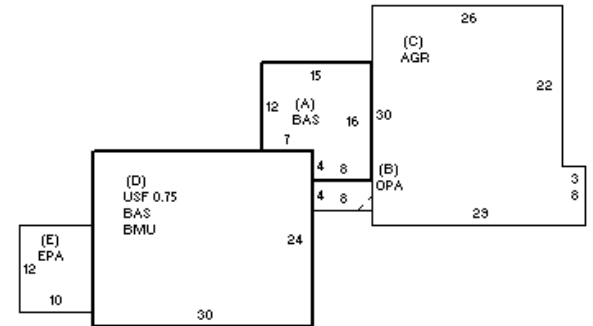 26
(C)
AGR
22
15
12
(A)
BAS
16
30
7
4
8
(B)
OPA
3
8
4
8
29
(D)
USF 0.75
BAS
BMU
24
(E)
EPA
12
10
30